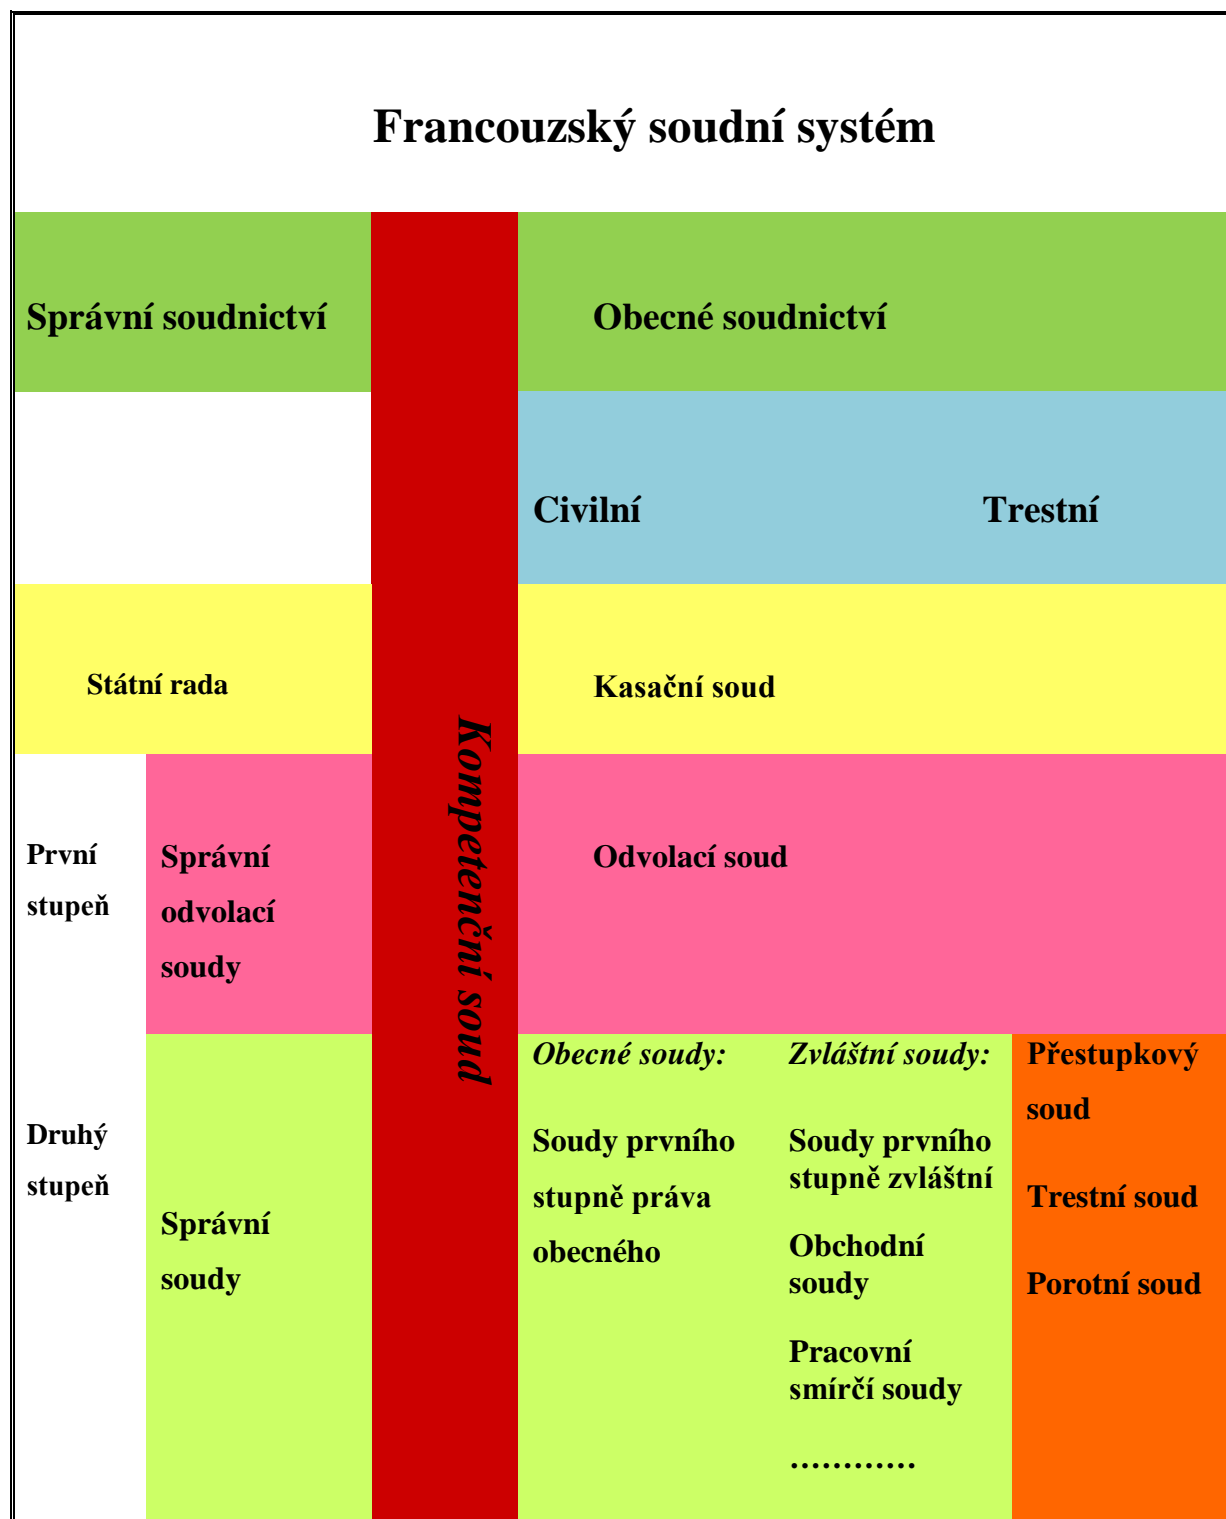 Francouzský soudní systém
Správní soudnictví
Obecné soudnictví
Civilní
Trestní
Státní rada
Kasační soud
Kompetenční soud
První
stupeň
Správní
odvolací
soudy
Odvolací soud
Druhý
stupeň
Správní
soudy
Obecné soudy:
Soudy prvního
stupně práva
obecného
Zvláštní soudy:
Soudy prvního
stupně zvláštní
Obchodní
soudy
Pracovní
smírčí soudy
…………
Přestupkový
soud
Trestní soud
Porotní soud